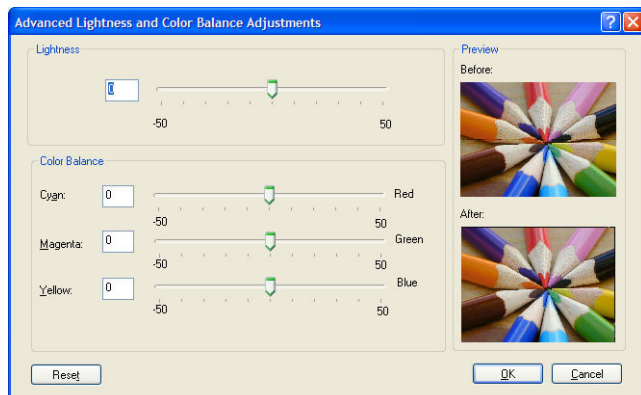 Advanced Lightness and Color Balance Adjustments
Lightness
0
-50 50
Color Balance
Cyan: 0 Red
-50 50
Magenta: 0 Green
-50 50
Yellow: 0 Blue
-50 50
Preview
Before:
After:
Reset
OK Cancel